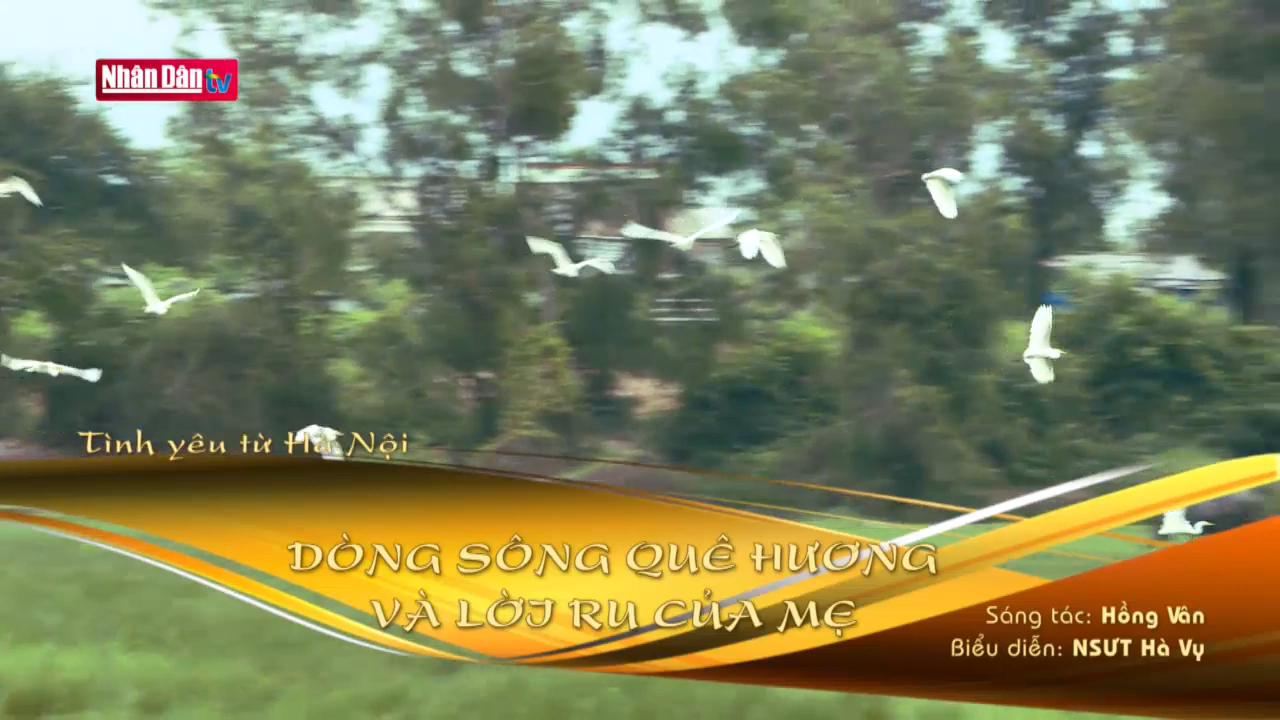 Nhân Dân tv
Tình yêu từ Hà Nội
DÒNG SÔNG QUÊ HƯƠNG
VÀ LỜI RU CỦA MẸ
Sáng tác: Hồng Vân
Biểu diễn: NSƯT Hà Vy